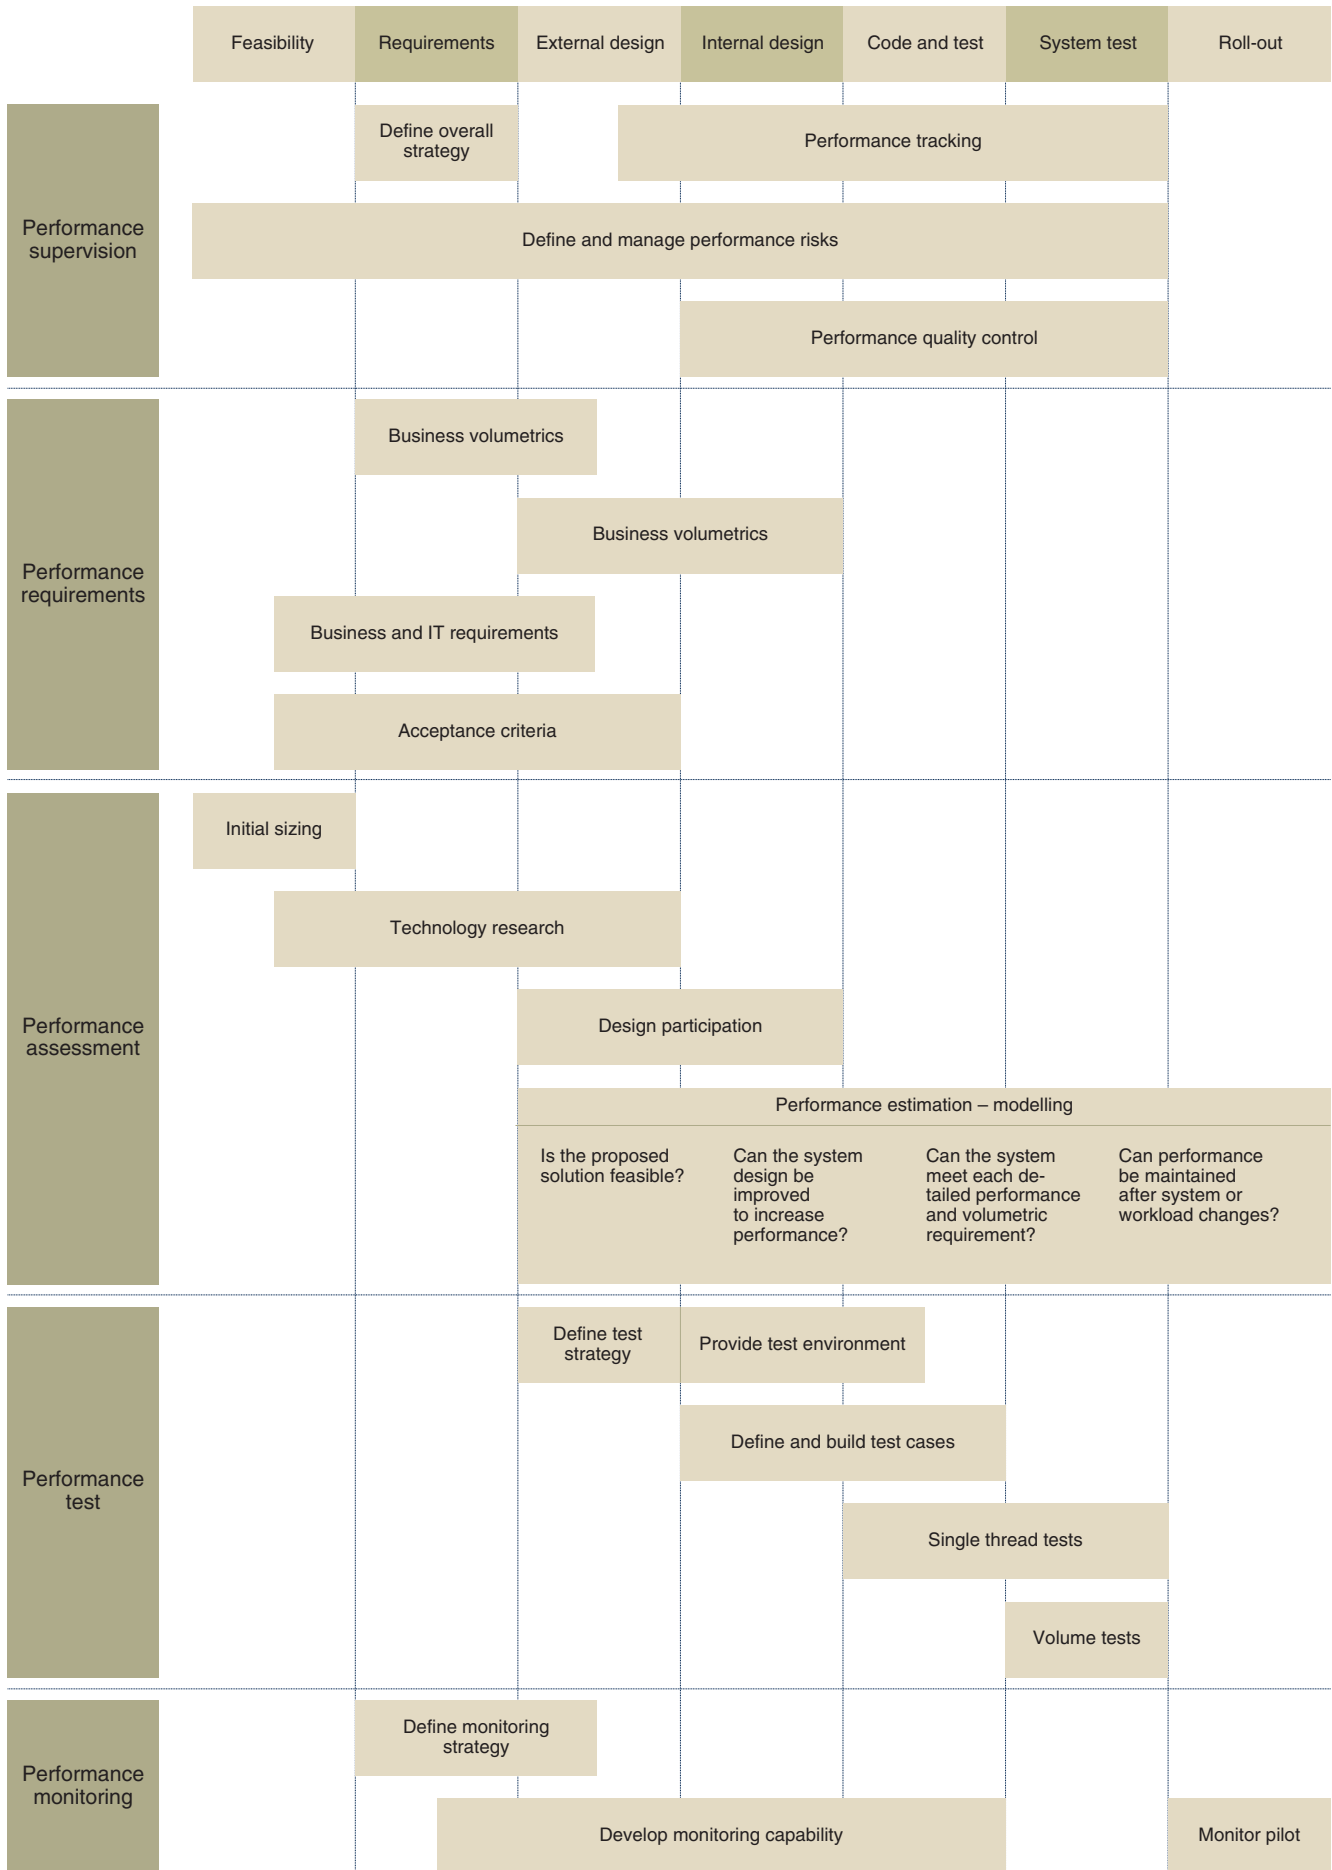 Feasibility
Requirements
External design
Internal design
Code and test
System test
Roll-out
Performance
supervision
Define overall
strategy
Performance tracking
Define and manage performance risks
Performance quality control
Performance
requirements
Business volumetrics
Business volumetrics
Business and IT requirements
Acceptance criteria
Performance
assessment
Initial sizing
Technology research
Design participation
Performance estimation – modelling
Is the proposed
solution feasible?
Can the system
design be
improved
to increase
performance?
Can the system
meet each de-
tailed performance
and volumetric
requirement?
Can performance
be maintained
after system or
workload changes?
Performance
test
Define test
strategy
Provide test environment
Define and build test cases
Single thread tests
Volume tests
Performance
monitoring
Define monitoring
strategy
Develop monitoring capability
Monitor pilot